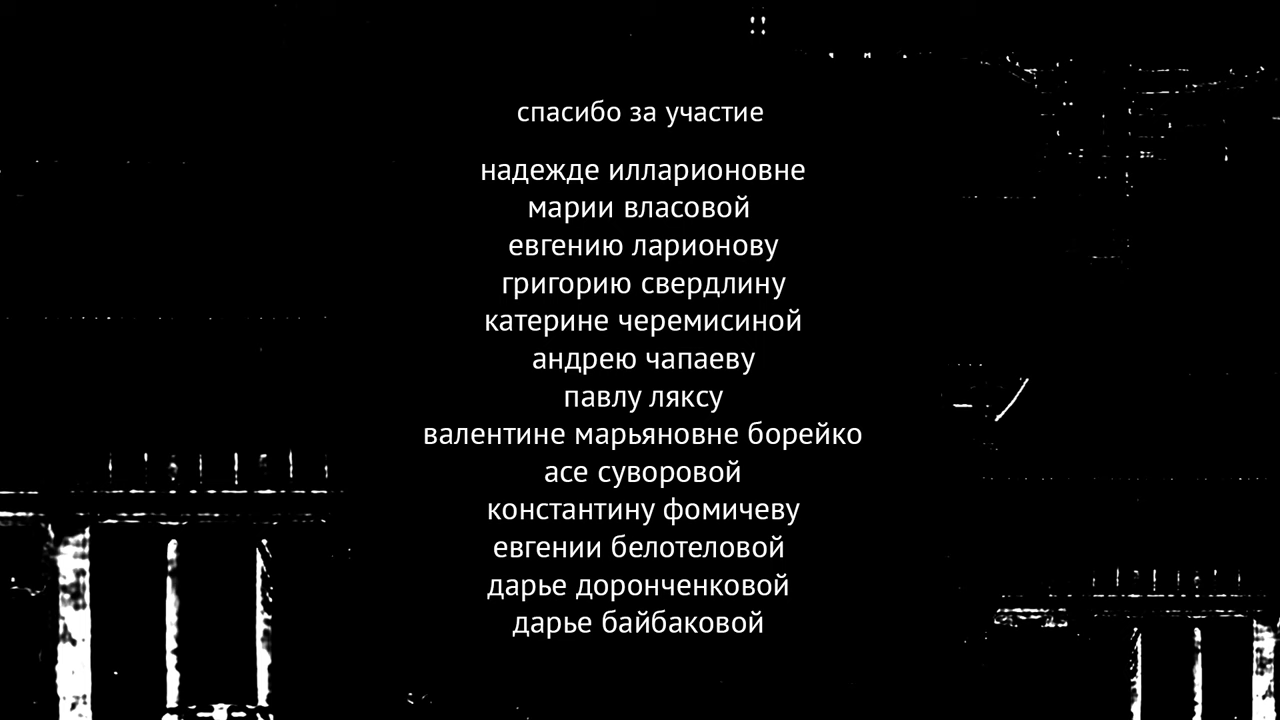 спасибо за участие
надежде илларионовне
марии власовой
евгению ларионову
григорию свердлину
катерине черемисиной
андрею чапаеву
павлу ляксу
валентине марьяновне борейко
асе суворовой
константину фомичеву
евгении белотеловой
дарье доронченковой
дарье байбаковой